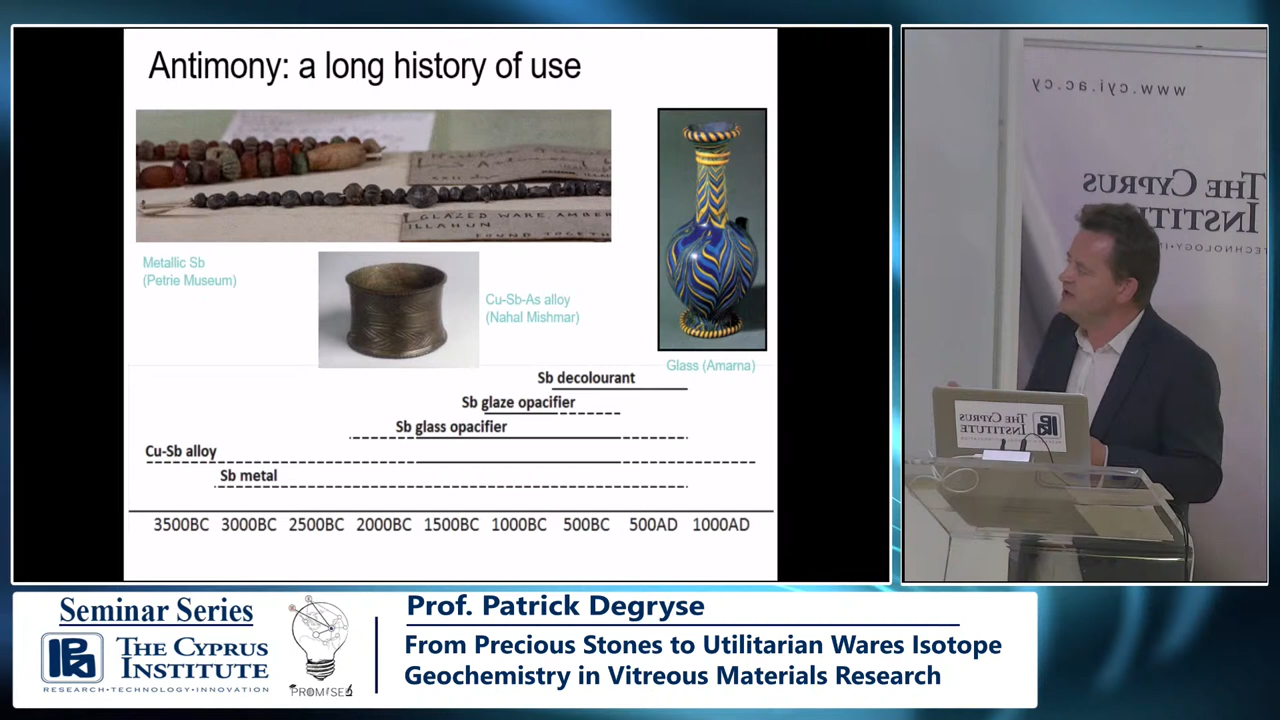 Antimony: a long history of use
GLAZED WARE, AMBER
ILLAHUN
FOUND TOGETH
Metallic Sb
(Petrie Museum)
Cu-Sb-As alloy
(Nahal Mishmar)
Glass (Amarna)
Sb decolourant
Sb glaze opacifier
Sb glass opacifier
Cu-Sb alloy
Sb metal
3500BC 3000BC 2500BC 2000BC 1500BC 1000BC 500BC 500AD 1000AD
www.cyi.ac.cy
THE CYPRUS
INSTITU
THE CYPRUS
INSTITUTE
Seminar Series
THE CYPRUS
INSTITUTE
RESEARCH•TECHNOLOGY•INNOVATION
PROMISE
Prof. Patrick Degryse
From Precious Stones to Utilitarian Wares Isotope
Geochemistry in Vitreous Materials Research